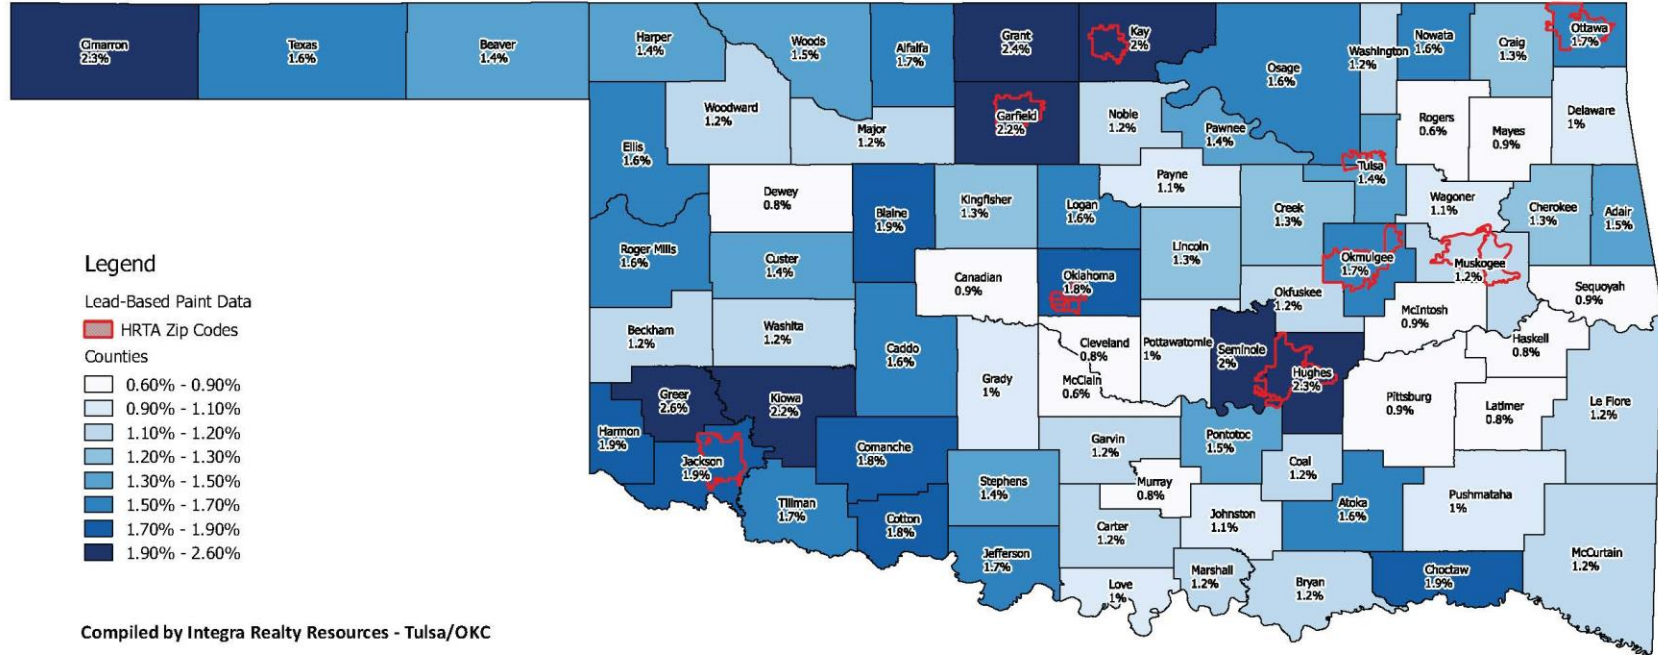 Cimarron
2.3%
Texas
1.6%
Beaver
1.4%
Harper
1.4%
Woods
1.5%
Alfalfa
1.7%
Grant
2.4%
Kay
2%
Osage
1.6%
Washington
1.2%
Nowata
1.6%
Craig
1.3%
Ottawa
1.7%
Ellis
1.6%
Woodward
1.2%
Major
1.2%
Garfield
2.2%
Noble
1.2%
Pawnee
1.4%
Tulsa
1.4%
Rogers
0.6%
Mayes
0.9%
Delaware
1%
Dewey
0.8%
Blaine
1.9%
Kingfisher
1.3%
Logan
1.6%
Payne
1.1%
Creek
1.3%
Wagoner
1.1%
Cherokee
1.3%
Adair
1.5%
Roger Mills
1.6%
Custer
1.4%
Canadian
0.9%
Oklahoma
1.8%
Lincoln
1.3%
Okmulgee
1.7%
Muskogee
1.2%
Sequoyah
0.9%
Okfuskee
1.2%
McIntosh
0.9%
Haskell
0.8%
Beckham
1.2%
Washita
1.2%
Caddo
1.6%
Grady
1%
Cleveland
0.8%
McClain
0.6%
Pottawatomie
1%
Seminole
2%
Hughes
2.3%
Pittsburg
0.9%
Latimer
0.8%
Le Flore
1.2%
Greer
2.6%
Kiowa
2.2%
Harmon
1.9%
Jackson
1.9%
Comanche
1.8%
Garvin
1.2%
Pontotoc
1.5%
Coal
1.2%
Stephens
1.4%
Murray
0.8%
Tillman
1.7%
Cotton
1.8%
Carter
1.2%
Johnston
1.1%
Atoka
1.6%
Pushmataha
1%
Jefferson
1.7%
Love
1%
Marshall
1.2%
Bryan
1.2%
Choctaw
1.9%
McCurtain
1.2%
Legend
Lead-Based Paint Data
HRTA Zip Codes
Counties
0.60% - 0.90%
0.90% - 1.10%
1.10% - 1.20%
1.20% - 1.30%
1.30% - 1.50%
1.50% - 1.70%
1.70% - 1.90%
1.90% - 2.60%
Compiled by Integra Realty Resources - Tulsa/OKC